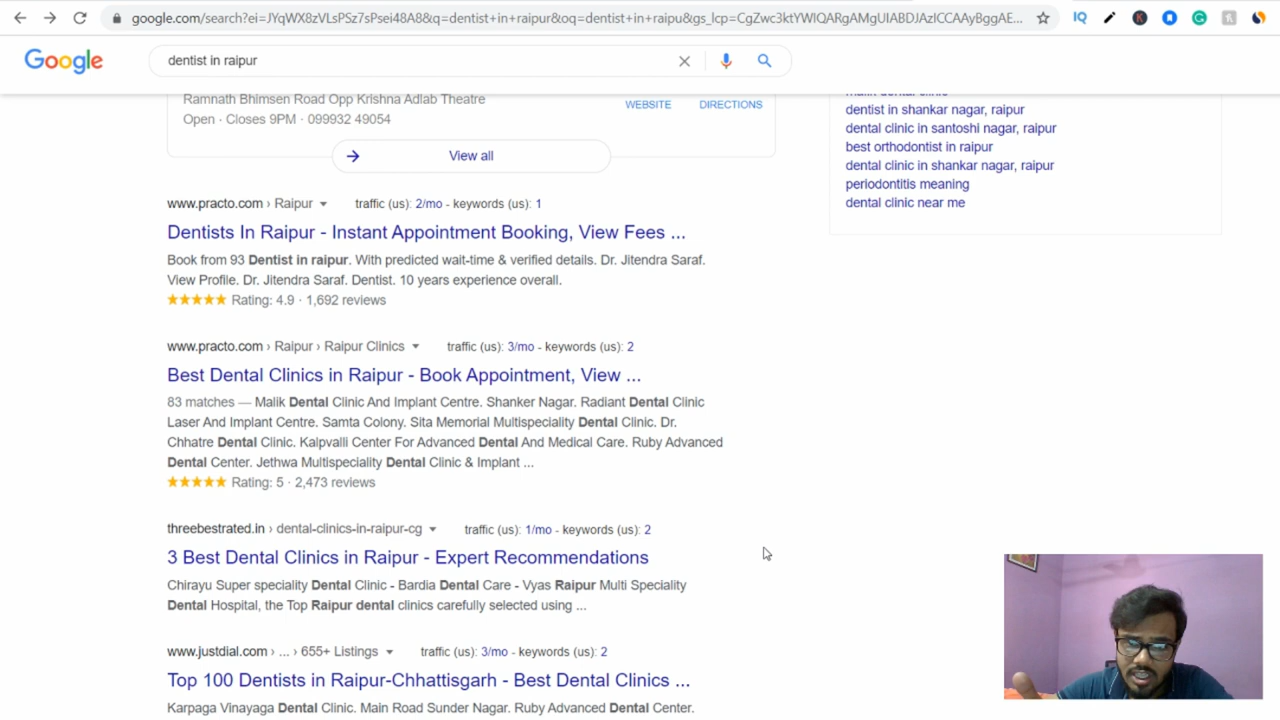 google.com/search?ei=JYqWX8zVLsPSz7sPsei48A8&q=dentist+in+raipur&oq=dentist+in+raipu&gs_lcp=CgZwc3ktYWIQARgAMgUIABDJAzICCAAyBggAE...
Google
dentist in raipur
Ramnath Bhimsen Road Opp Krishna Adlab Theatre
Open · Closes 9PM · 099932 49054
WEBSITE
DIRECTIONS
View all
malik dental clinic
dentist in shankar nagar, raipur
dental clinic in santoshi nagar, raipur
best orthodontist in raipur
dental clinic in shankar nagar, raipur
periodontitis meaning
dental clinic near me
www.practo.com › Raipur traffic (us): 2/mo - keywords (us): 1
Dentists In Raipur - Instant Appointment Booking, View Fees ...
Book from 93 Dentist in raipur. With predicted wait-time & verified details. Dr. Jitendra Saraf.
View Profile. Dr. Jitendra Saraf. Dentist. 10 years experience overall.
Rating: 4.9 · 1,692 reviews
www.practo.com › Raipur › Raipur Clinics traffic (us): 3/mo - keywords (us): 2
Best Dental Clinics in Raipur - Book Appointment, View ...
83 matches — Malik Dental Clinic And Implant Centre. Shanker Nagar. Radiant Dental Clinic
Laser And Implant Centre. Samta Colony. Sita Memorial Multispeciality Dental Clinic. Dr.
Chhatre Dental Clinic. Kalpvalli Center For Advanced Dental And Medical Care. Ruby Advanced
Dental Center. Jethwa Multispeciality Dental Clinic & Implant ...
Rating: 5 · 2,473 reviews
threebestrated.in › dental-clinics-in-raipur-cg traffic (us): 1/mo - keywords (us): 2
3 Best Dental Clinics in Raipur - Expert Recommendations
Chirayu Super speciality Dental Clinic - Bardia Dental Care - Vyas Raipur Multi Speciality
Dental Hospital, the Top Raipur dental clinics carefully selected using ...
www.justdial.com › ... › 655+ Listings traffic (us): 3/mo - keywords (us): 2
Top 100 Dentists in Raipur-Chhattisgarh - Best Dental Clinics ...
Karpaga Vinayaga Dental Clinic. Main Road Sunder Nagar. Ruby Advanced Dental Center.